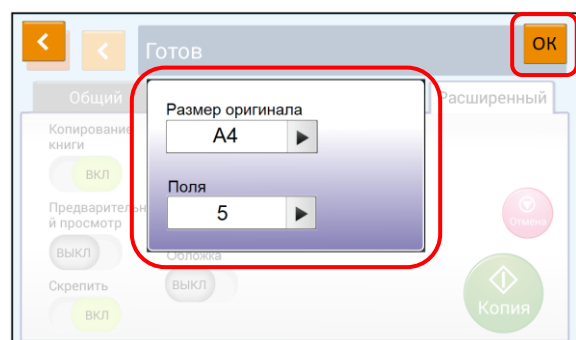 Готов
OK
Общий
Расширенный
Копирование
книги
ВКЛ
Предварительн
й просмотр
ВЫКЛ
Скрепить
ВКЛ
Размер оригинала
A4
Поля
5
Обложка
ВЫКЛ
Отмена
Копия